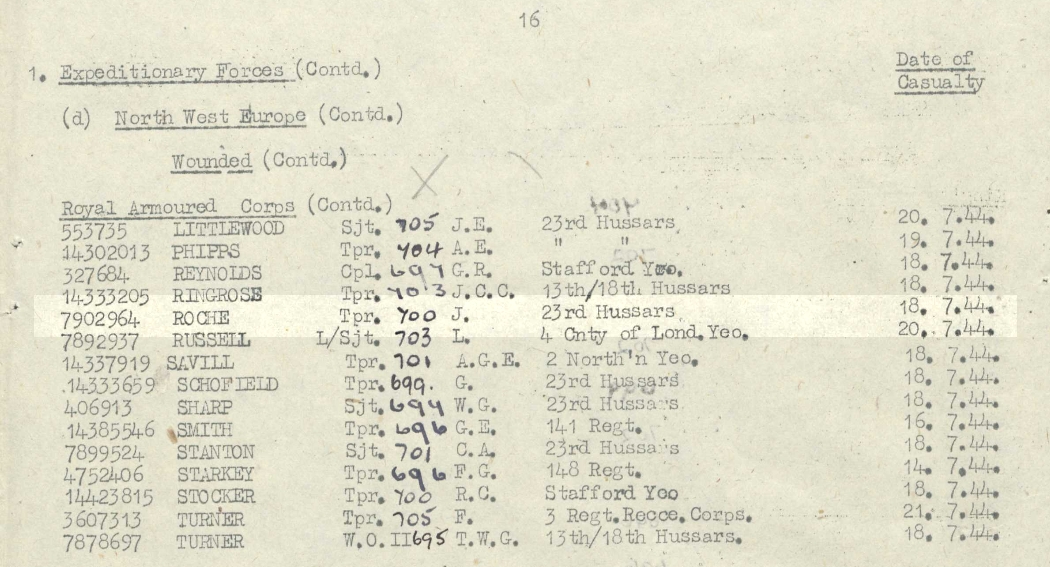 16
1. Expeditionary Forces (Contd.) Date of Casualty
(d) North West Europe (Contd.)
Wounded (Contd.)
Royal Armoured Corps (Contd.)
553735 LITTLEWOOD Sjt. 705 J.E. 23rd Hussars 20. 7.44.
14302013 PHIPPS Tpr. 704 A.E. " " 19. 7.44.
327684 REYNOLDS Cpl. 697 G.R. Stafford Yeo. 18. 7.44.
14333205 RINGROSE Tpr. 703 J.C.C. 13th/18th Hussars 18. 7.44.
7902964 ROCHE Tpr. 700 J. 23rd Hussars 18. 7.44.
7892937 RUSSELL L/Sjt. 703 L. 4 Cnty of Lond.Yeo. 20. 7.44.
14337919 SAVILL Tpr. 701 A.G.E. 2 North'n Yeo. 18. 7.44.
14333659 SCHOFIELD Tpr. 699. G. 23rd Hussars 18. 7.44.
406913 SHARP Sjt. 694 W.G. 23rd Hussars 18. 7.44.
14385546 SMITH Tpr. 696 G.E. 141 Regt. 16. 7.44.
7899524 STANTON Sjt. 701 C.A. 23rd Hussars 18. 7.44.
4752406 STARKEY Tpr. 696 F.G. 148 Regt. 14. 7.44.
14423815 STOCKER Tpr. 700 R.C. Stafford Yeo 18. 7.44.
3607313 TURNER Tpr. 705 F. 3 Regt.Recce.Corps. 21. 7.44.
7878697 TURNER W.O.II 695 T.W.G. 13th/18th Hussars. 18. 7.44.